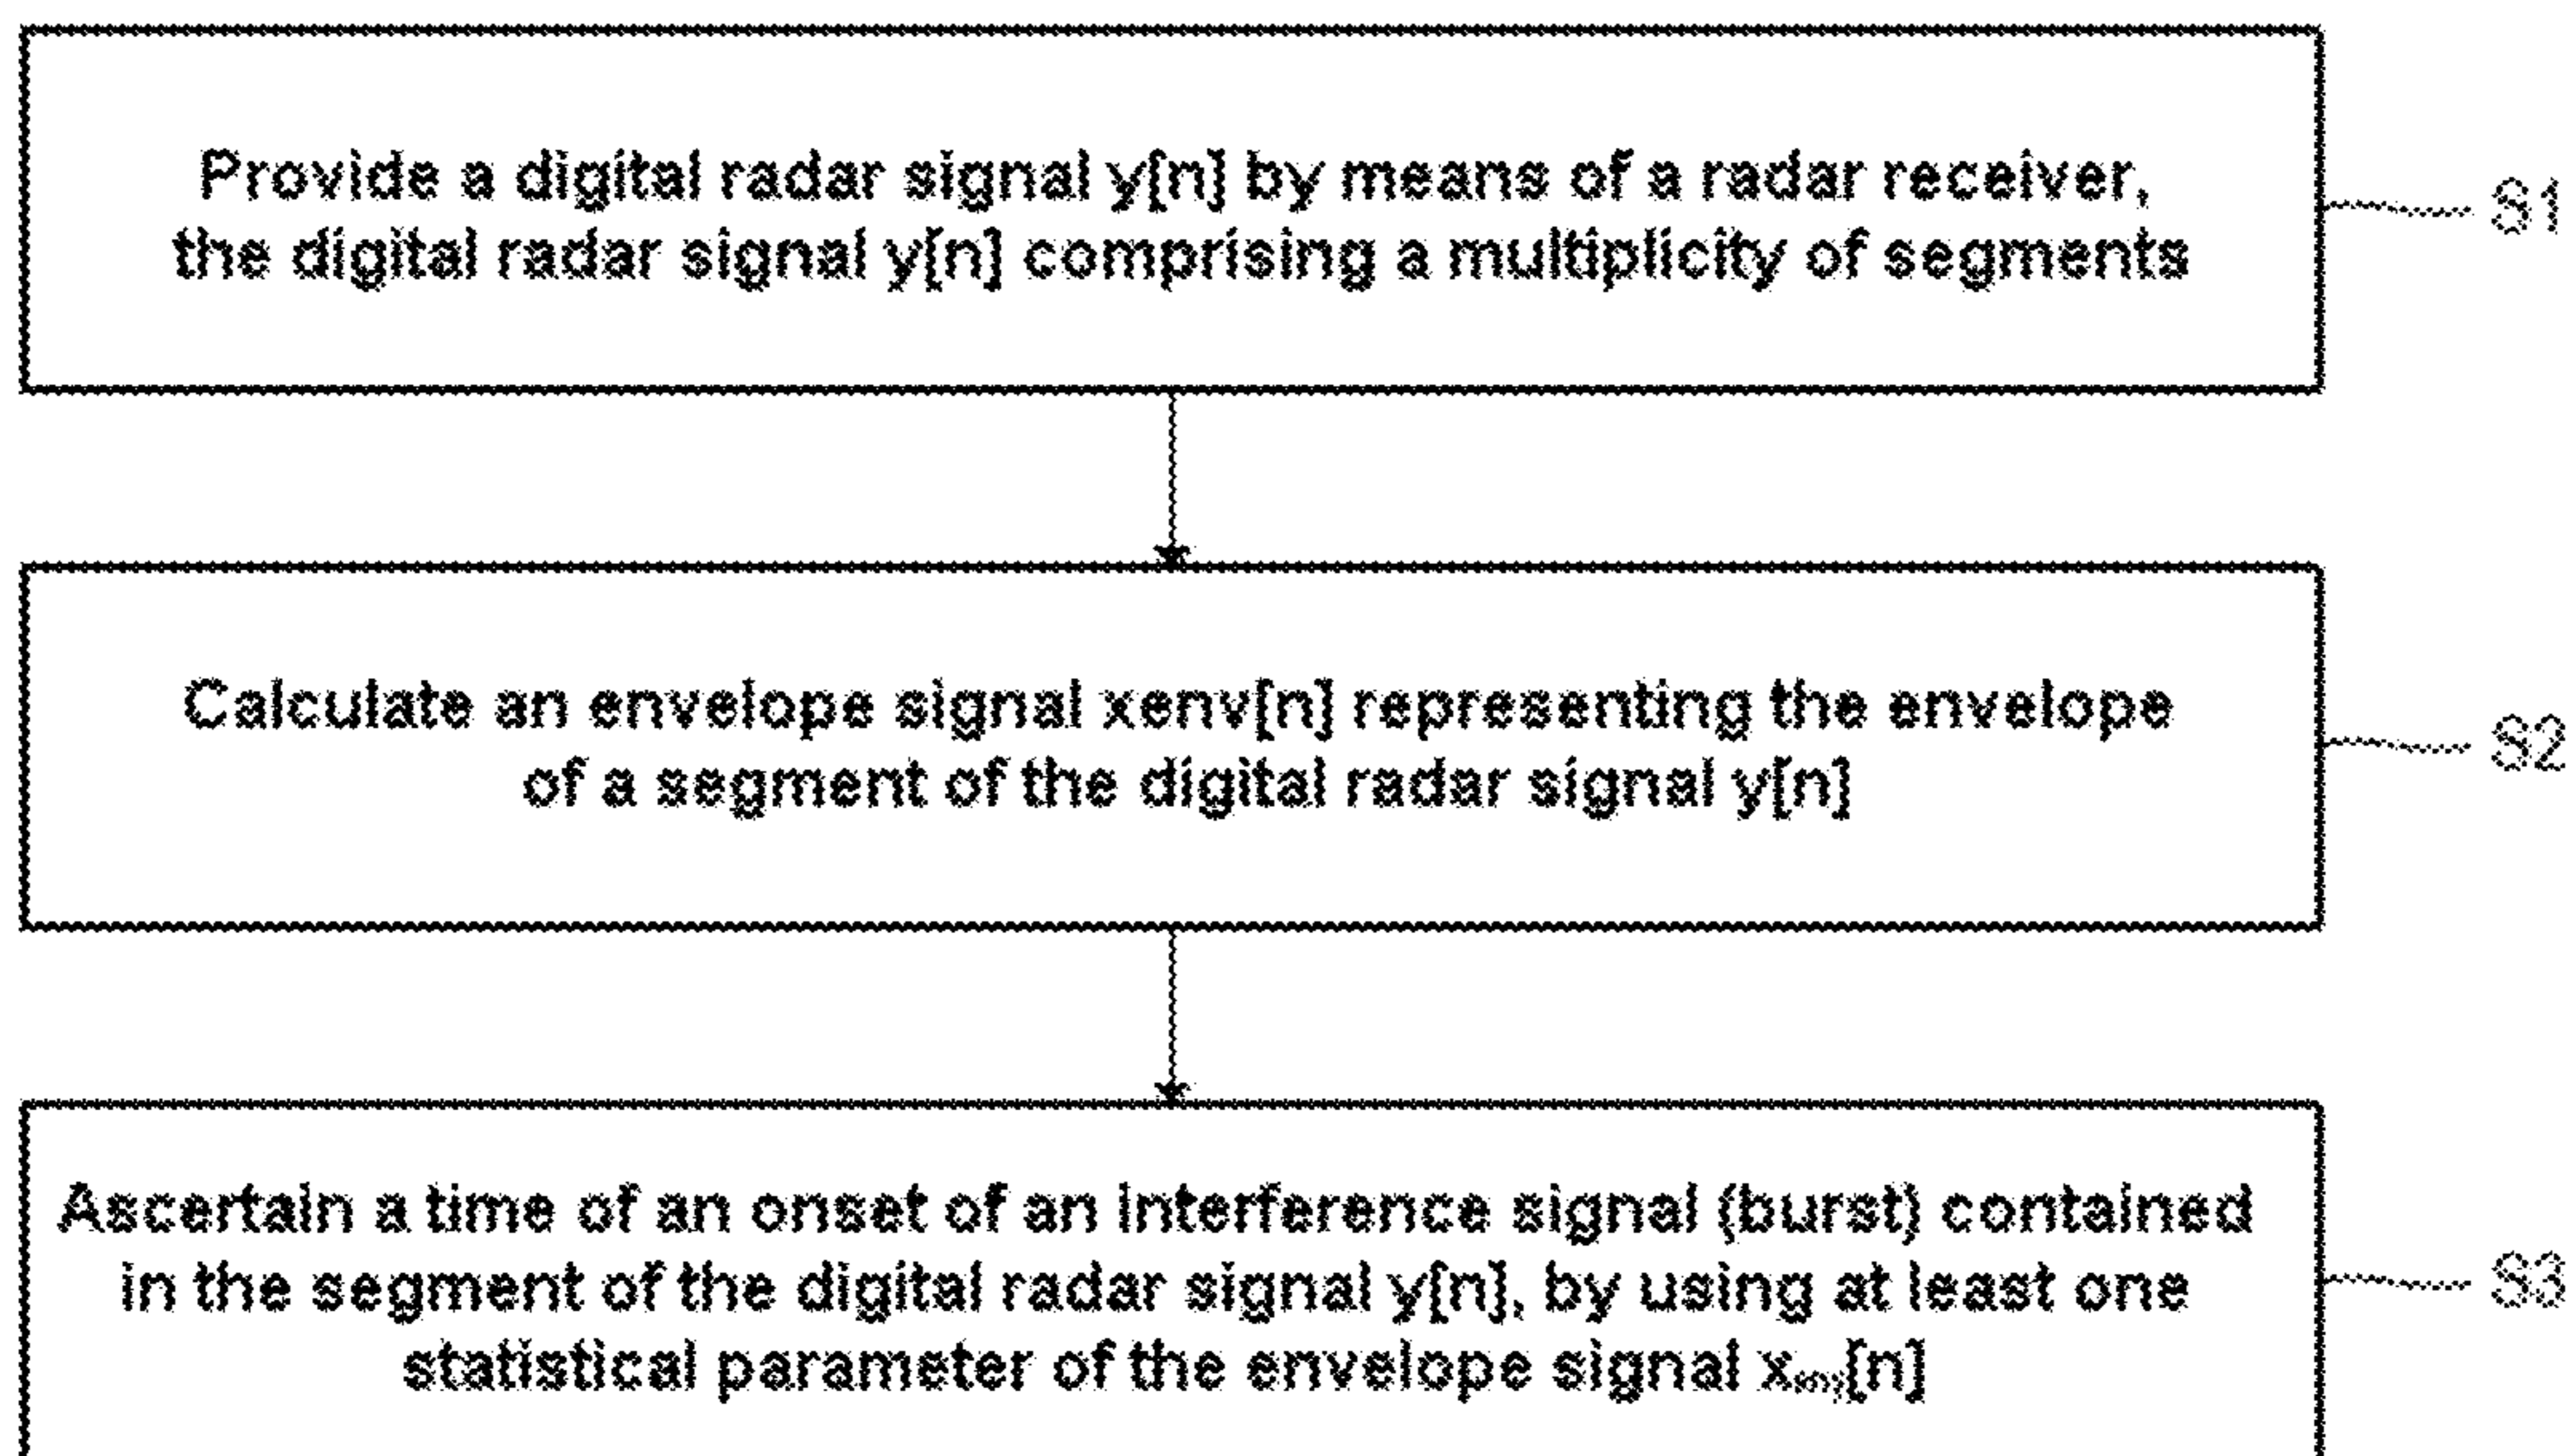 Provide a digital radar signal y[n] by means of a radar receiver,
the digital radar signal y[n] comprising a multiplicity of segments
S1
Calculate an envelope signal xenv[n] representing the envelope
of a segment of the digital radar signal y[n]
S2
Ascertain a time of an onset of an interference signal (burst) contained
in the segment of the digital radar signal y[n], by using at least one
statistical parameter of the envelope signal xenv[n]
S3